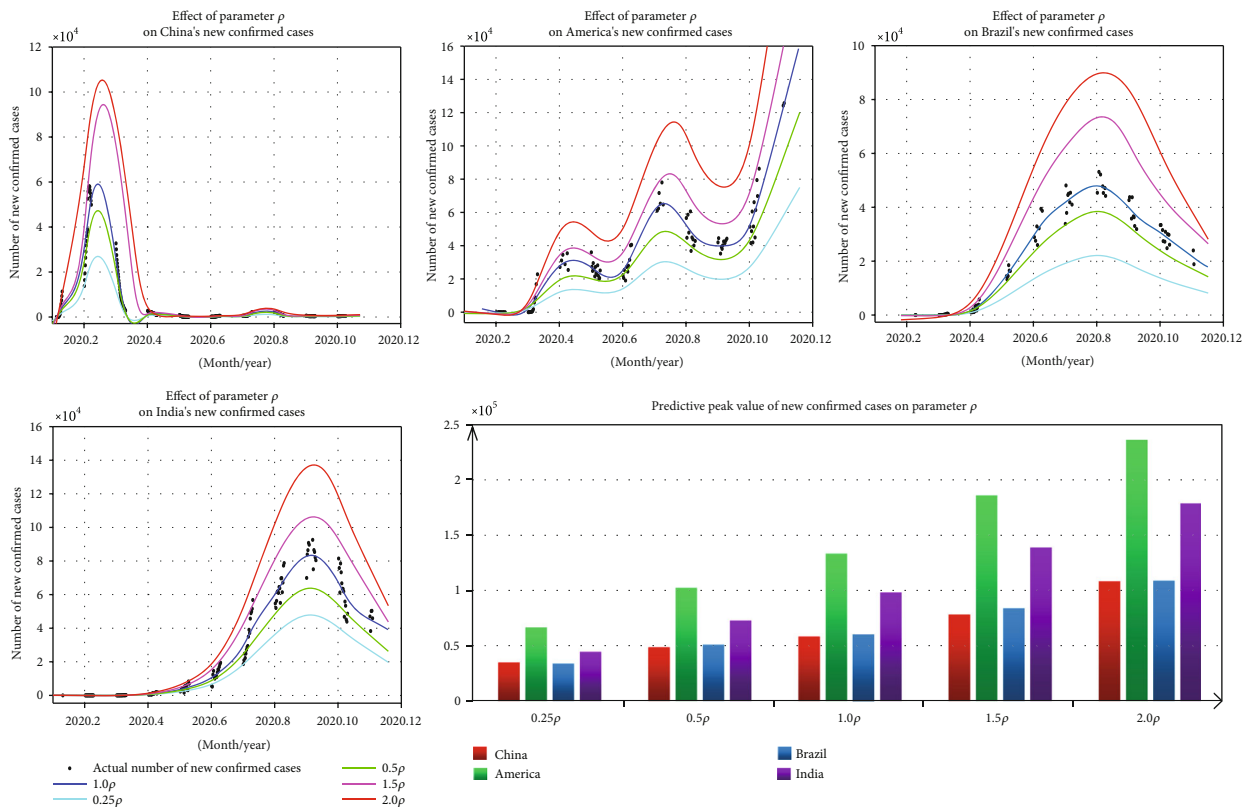 Effect of parameter ρ
on China's new confirmed cases
×10⁴
12
10
8
6
4
2
0
Number of new confirmed cases
2020.2 2020.4 2020.6 2020.8 2020.10 2020.12
(Month/year)
Effect of parameter ρ
on America's new confirmed cases
×10⁴
16
14
12
10
8
6
4
2
0
Number of new confirmed cases
2020.2 2020.4 2020.6 2020.8 2020.10 2020.12
(Month/year)
Effect of parameter ρ
on Brazil's new confirmed cases
×10⁴
10
8
6
4
2
0
Number of new confirmed cases
2020.2 2020.4 2020.6 2020.8 2020.10 2020.12
(Month/year)
Effect of parameter ρ
on India's new confirmed cases
×10⁴
16
14
12
10
8
6
4
2
0
Number of new confirmed cases
2020.2 2020.4 2020.6 2020.8 2020.10 2020.12
(Month/year)
Actual number of new confirmed cases
1.0ρ
0.25ρ
0.5ρ
1.5ρ
2.0ρ
Predictive peak value of new confirmed cases on parameter ρ
×10⁵
2.5
2
1.5
1
0.5
0
0.25ρ 0.5ρ 1.0ρ 1.5ρ 2.0ρ
China
America
Brazil
India